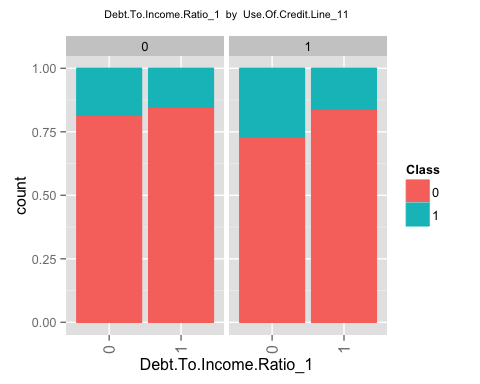 Debt.To.Income.Ratio_1 by Use.Of.Credit.Line_11
0 1
1.00
0.75
0.50
0.25
0.00
count
0 1 0 1
Debt.To.Income.Ratio_1
Class
0
1